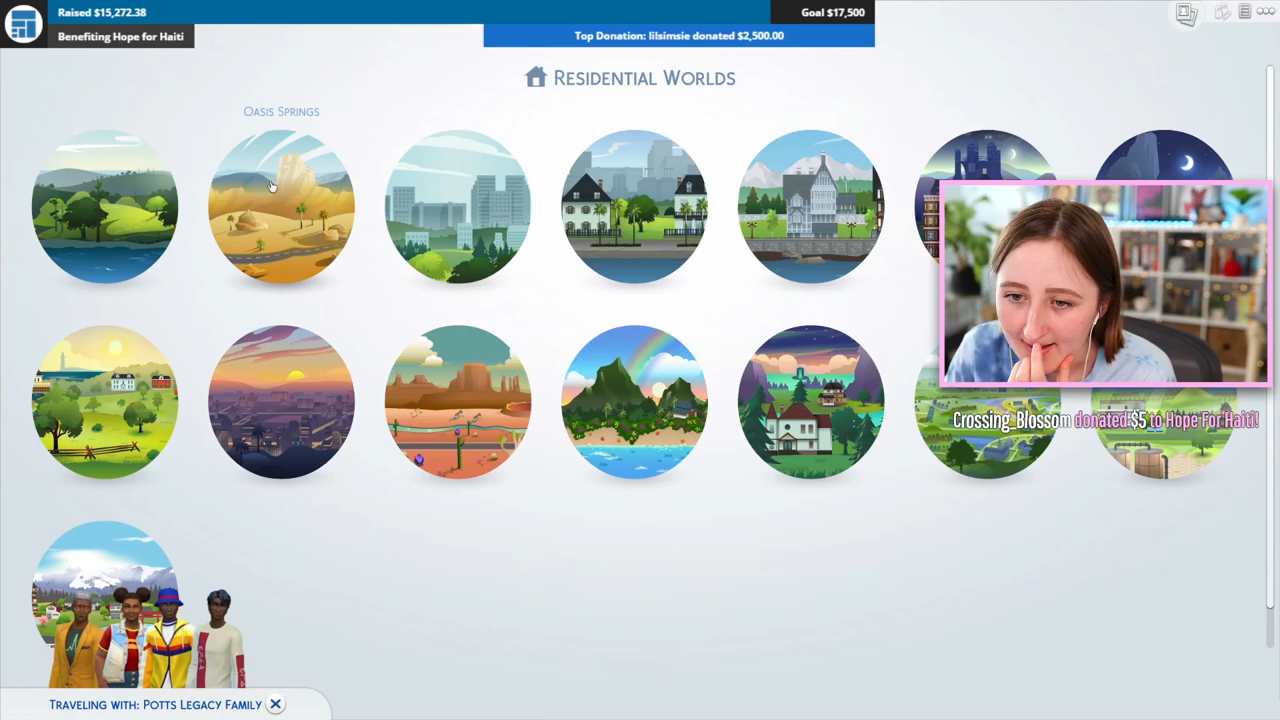 Raised $15,272.38
Goal $17,500
Benefiting Hope for Haiti
Top Donation: lilsimsie donated $2,500.00
RESIDENTIAL WORLDS
OASIS SPRINGS
Crossing_Blossom donated $5 to Hope For Haiti!
TRAVELING WITH: POTTS LEGACY FAMILY